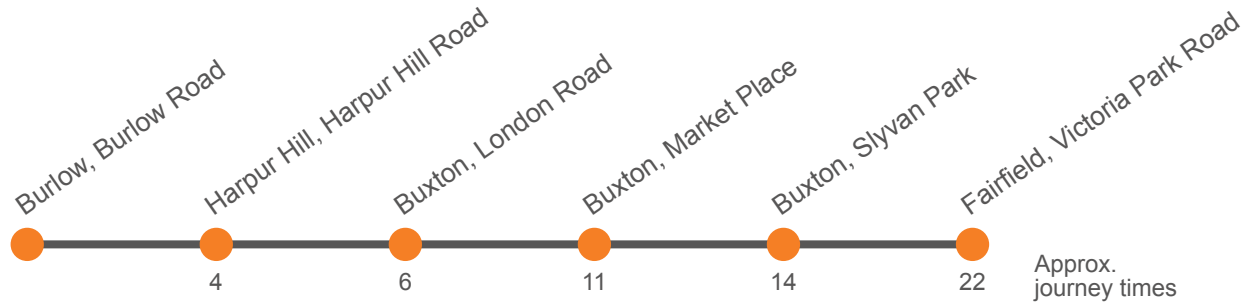 Burlow, Burlow Road
Harpur Hill, Harpur Hill Road
Buxton, London Road
Buxton, Market Place
Buxton, Slyvan Park
Fairfield, Victoria Park Road
4
6
11
14
22
Approx.
journey times